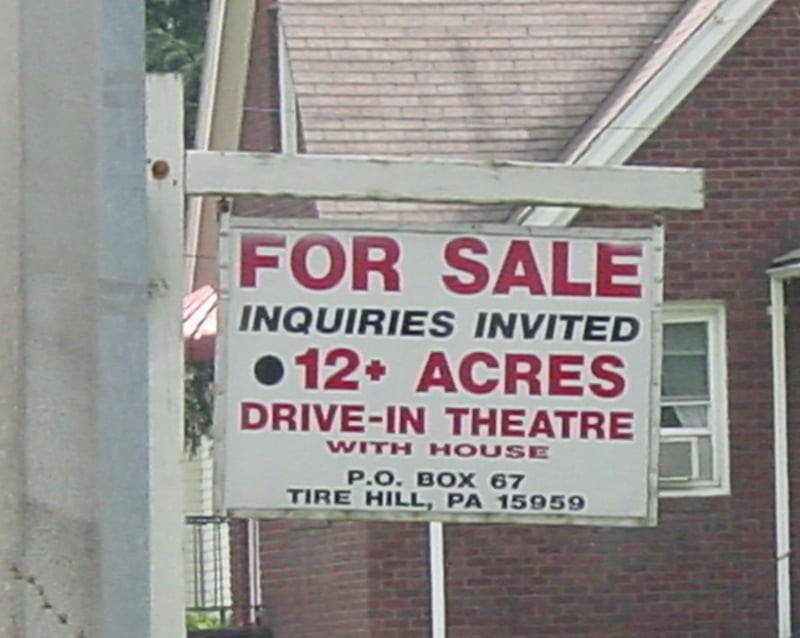 FOR SALE
INQUIRIES INVITED
● 12+ ACRES
DRIVE-IN THEATRE
WITH HOUSE
P.O. BOX 67
TIRE HILL, PA 15959